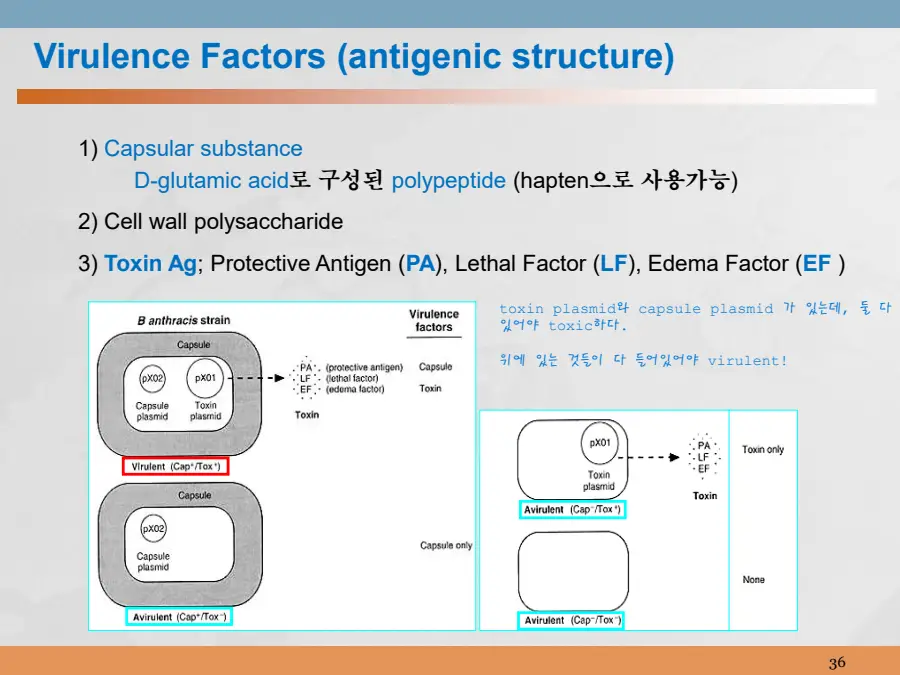 Virulence Factors (antigenic structure)
1) Capsular substance
D-glutamic acid로 구성된 polypeptide (hapten으로 사용가능)
2) Cell wall polysaccharide
3) Toxin Ag; Protective Antigen (PA), Lethal Factor (LF), Edema Factor (EF )
toxin plasmid와 capsule plasmid 가 있는데, 둘 다
있어야 toxic하다.
위에 있는 것들이 다 들어있어야 virulent!
B anthracis strain
Virulence
factors
Capsule
pX02
pX01
Capsule
plasmid
Toxin
plasmid
PA (protective antigen)
LF (lethal factor)
EF (edema factor)
Toxin
Capsule
Toxin
Virulent (Cap⁺/Tox⁺)
Capsule
pX02
Capsule
plasmid
Capsule only
Avirulent (Cap⁺/Tox⁻)
pX01
Toxin
plasmid
PA
LF
EF
Toxin
Toxin only
Avirulent (Cap⁻/Tox⁺)
None
Avirulent (Cap⁻/Tox⁻)
36